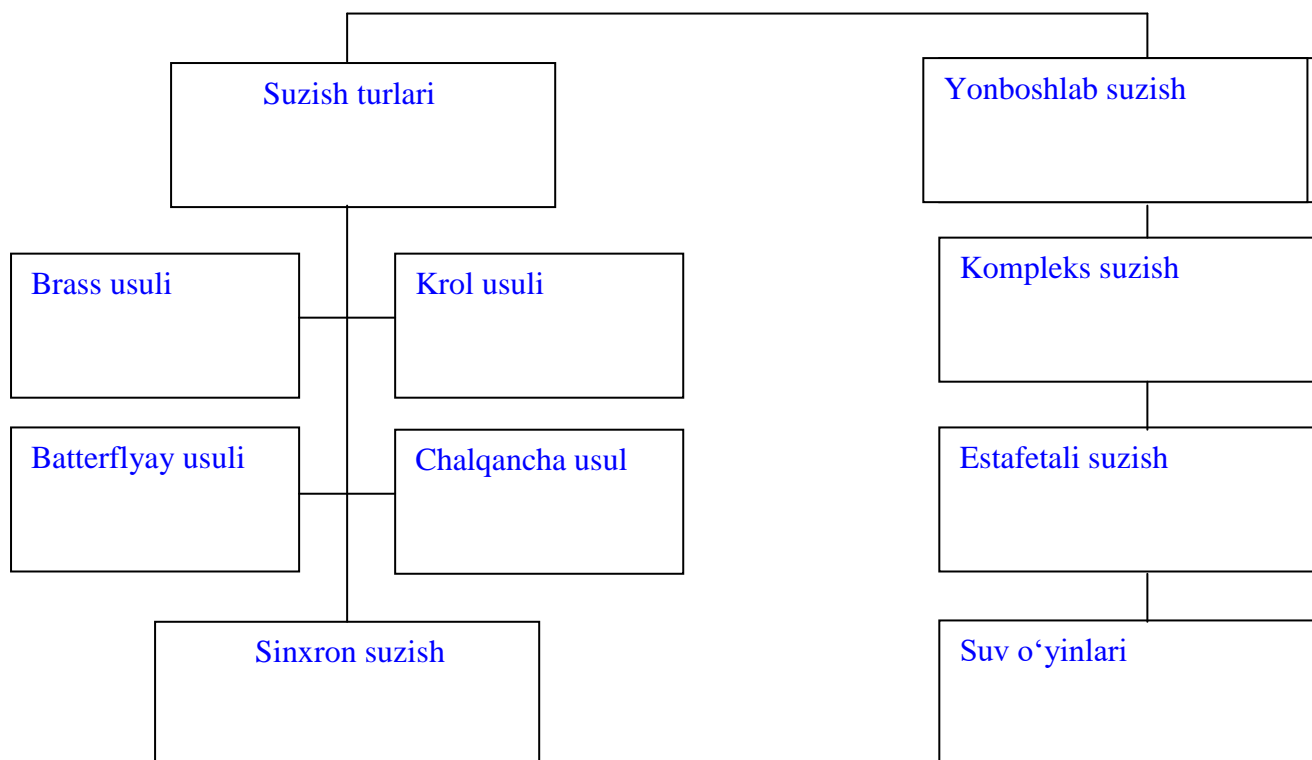 Suzish turlari
Yonboshlab suzish
Brass usuli
Krol usuli
Kompleks suzish
Batterflyay usuli
Chalqancha usul
Estafetali suzish
Sinxron suzish
Suv o‘yinlari